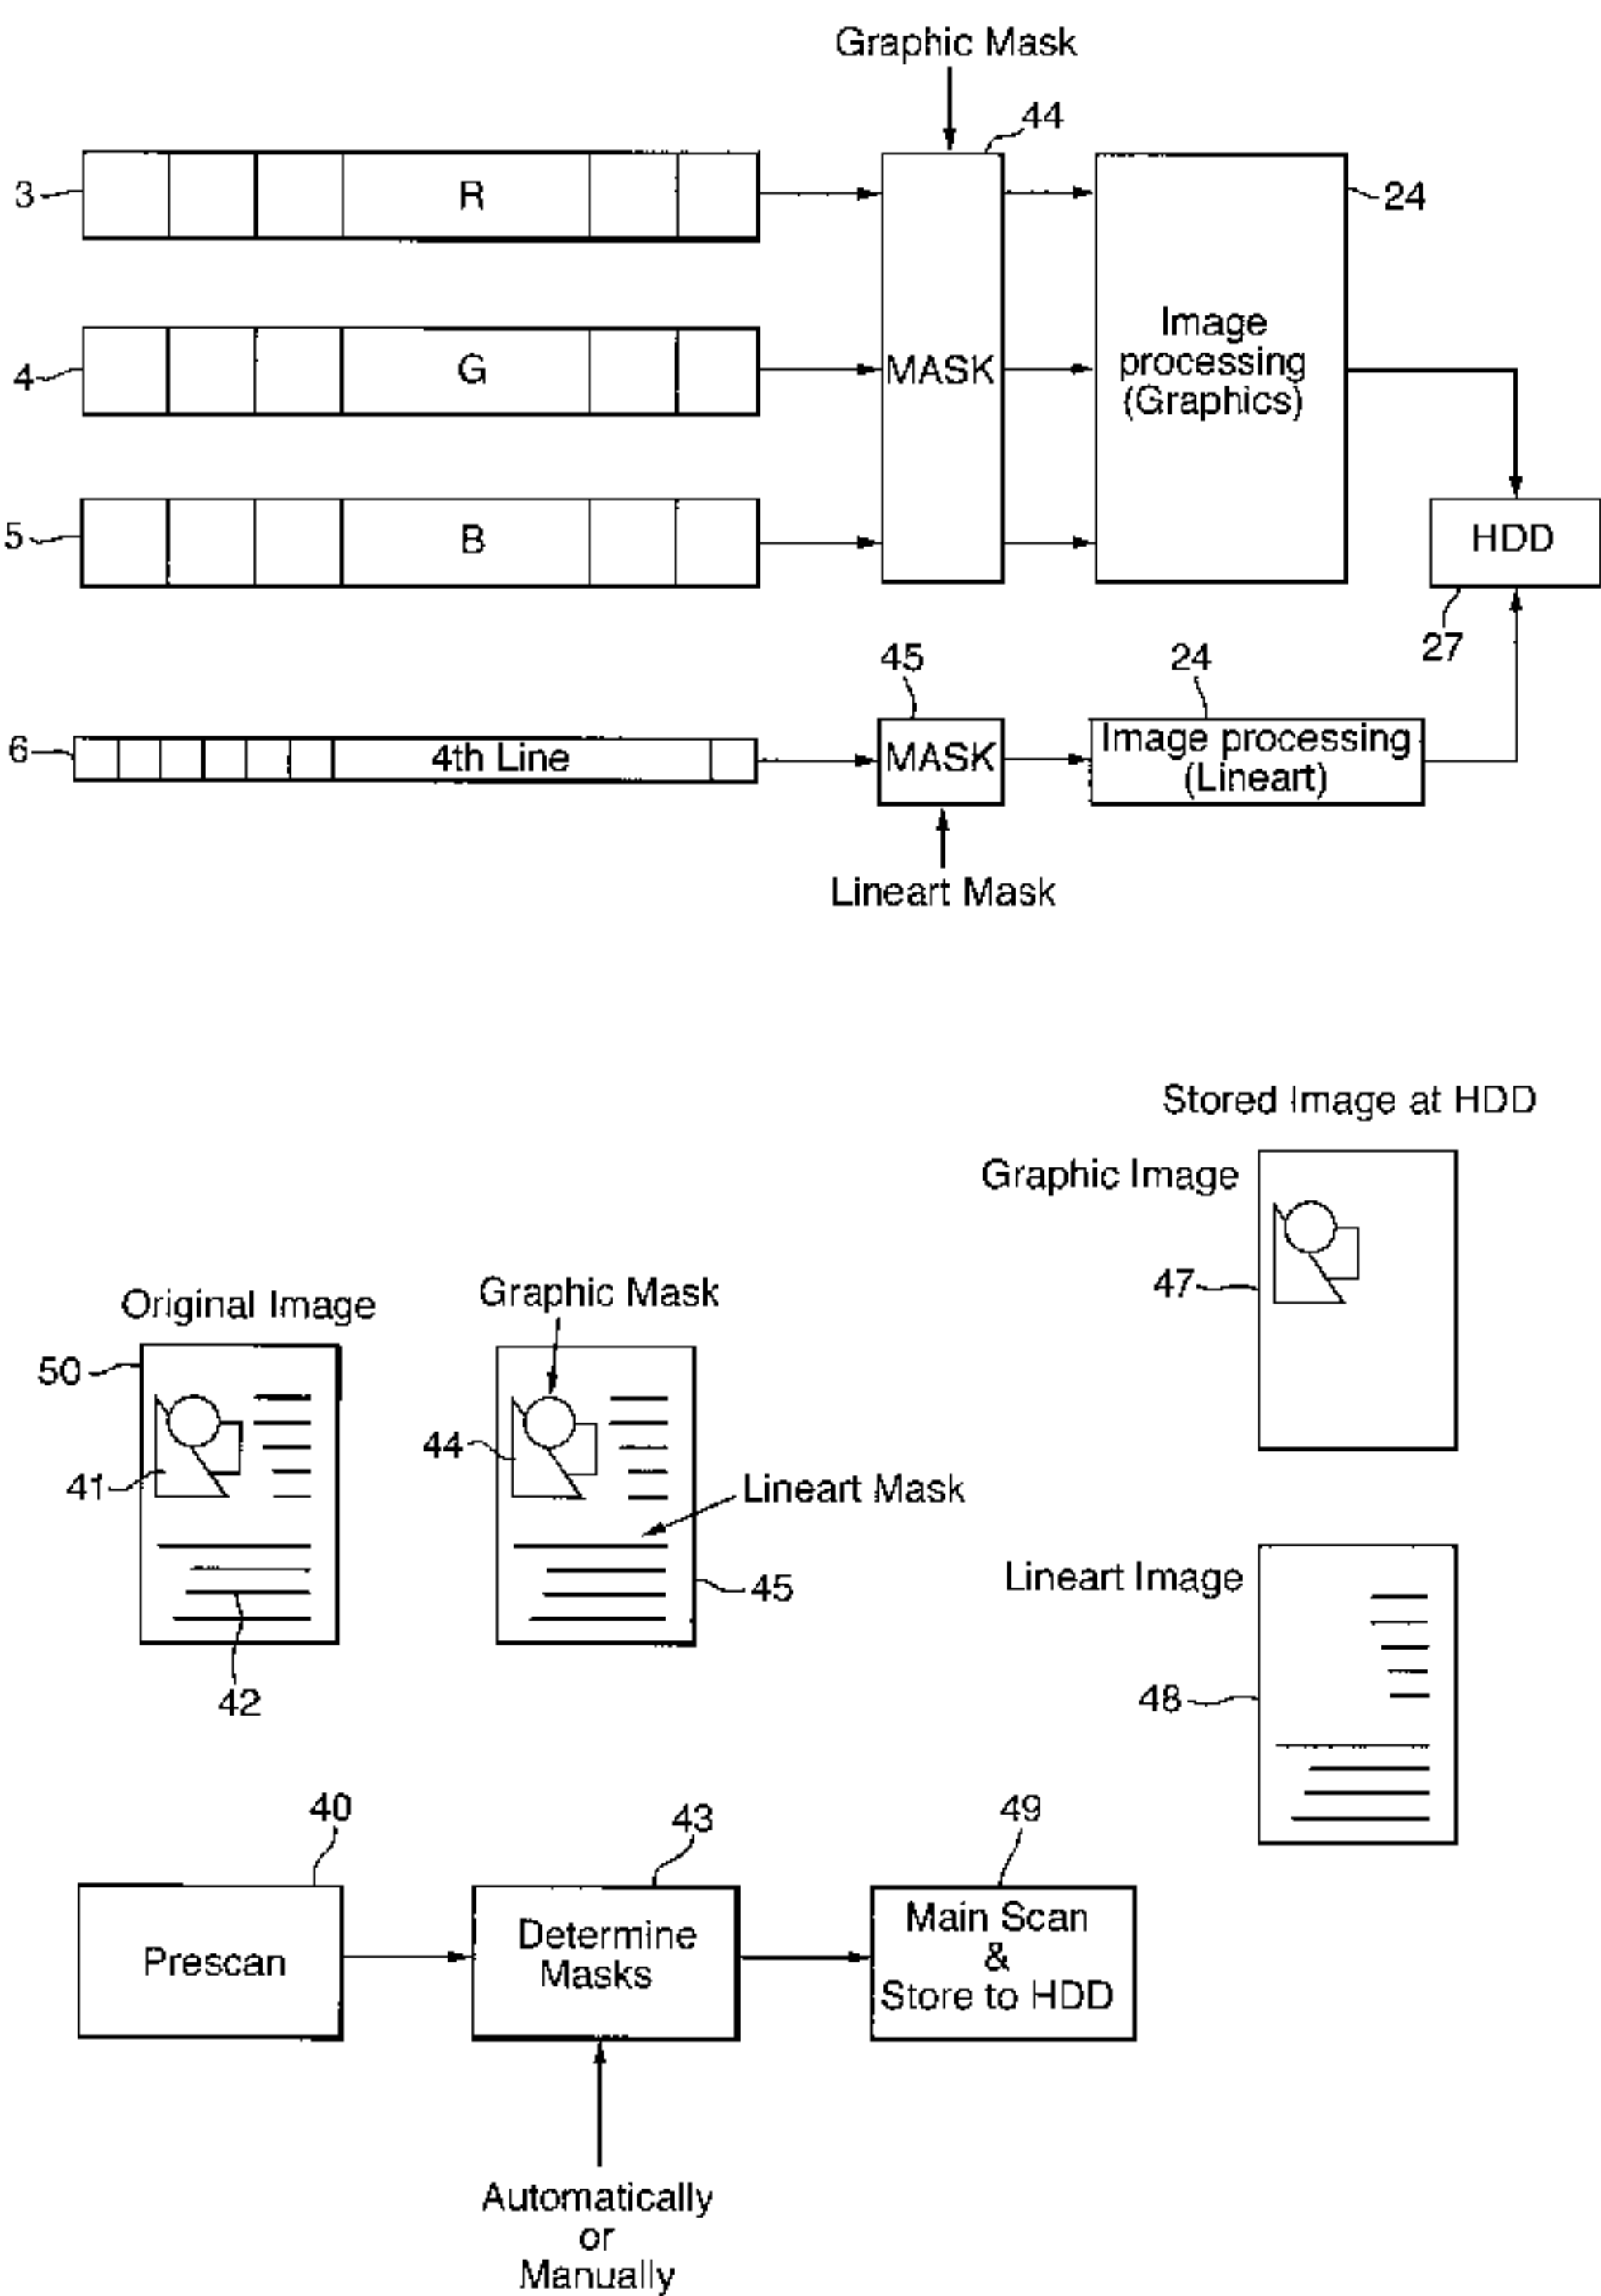 Graphic Mask
44
3
R
24
Image
processing
(Graphics)
4
G
MASK
5
B
HDD
27
45
24
6
4th Line
MASK
Image processing
(Lineart)
Lineart Mask
Stored Image at HDD
Graphic Image
47
Original Image
Graphic Mask
50
44
41
Lineart Mask
45
42
Lineart Image
48
40
43
49
Prescan
Determine
Masks
Main Scan
&
Store to HDD
Automatically
or
Manually